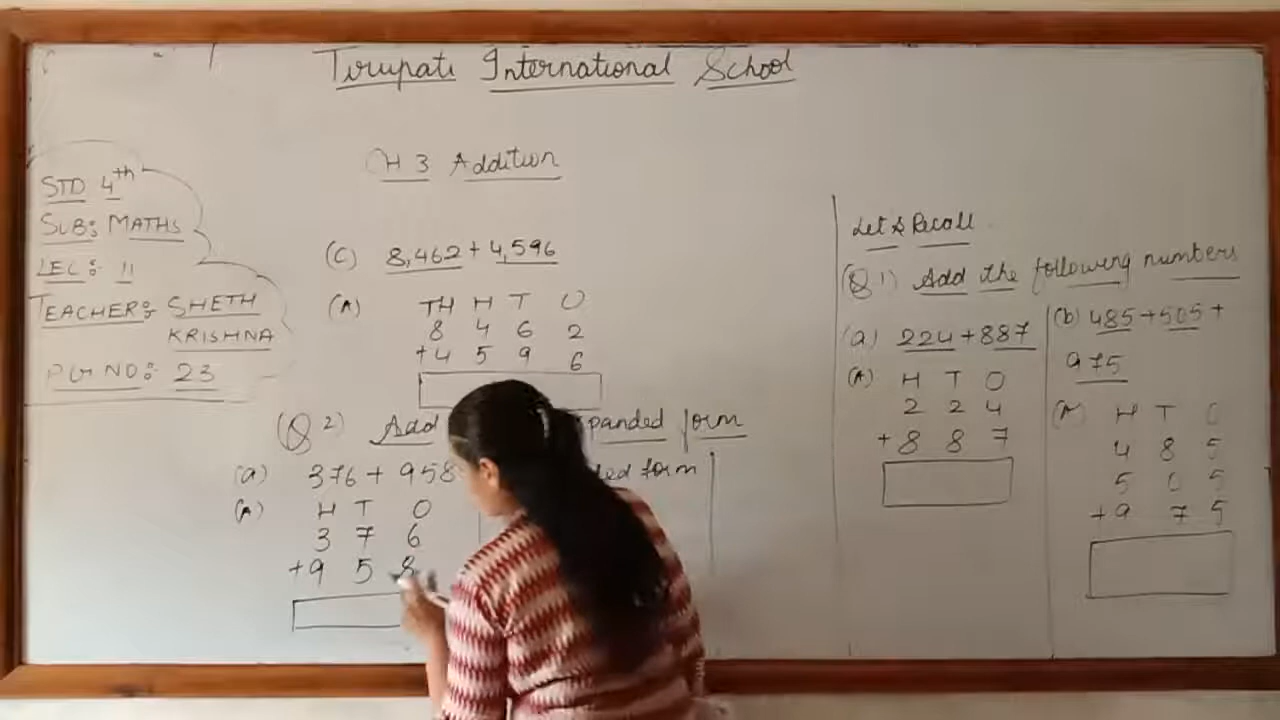 Tirupati International School
CH 3 Addition
STD 4th
SUB: MATHS
LEC: 11
TEACHER: SHETH
KRISHNA
NO: 23
(C) 8,462 + 4,596
(A) TH H T O
8 4 6 2
+4 5 9 6
(Q 2) Add panded form
(a) 376 + 958 ded form
(A) H T O
3 7 6
+9 5 8
Let's Recall
(Q 1) Add the following numbers
(a) 224 + 887
(A) H T O
2 2 4
+ 8 8 7
(b) 485 + 505 +
975
(A) H T O
4 8 5
5 0 5
+9 7 5